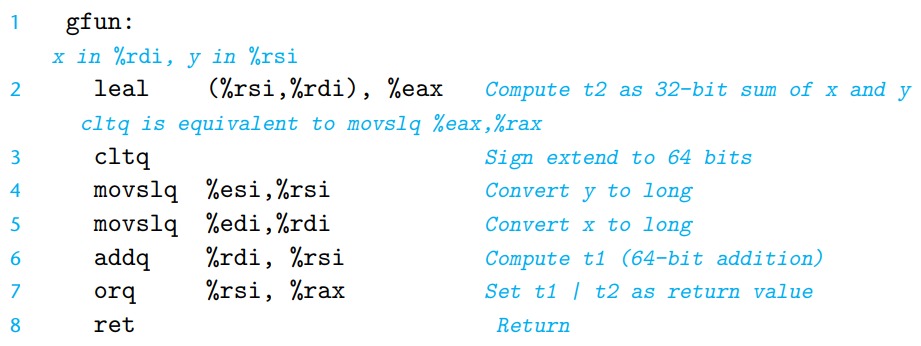 1 gfun:
x in %rdi, y in %rsi
2 leal (%rsi,%rdi), %eax Compute t2 as 32-bit sum of x and y
cltq is equivalent to movslq %eax,%rax
3 cltq Sign extend to 64 bits
4 movslq %esi,%rsi Convert y to long
5 movslq %edi,%rdi Convert x to long
6 addq %rdi, %rsi Compute t1 (64-bit addition)
7 orq %rsi, %rax Set t1 | t2 as return value
8 ret Return